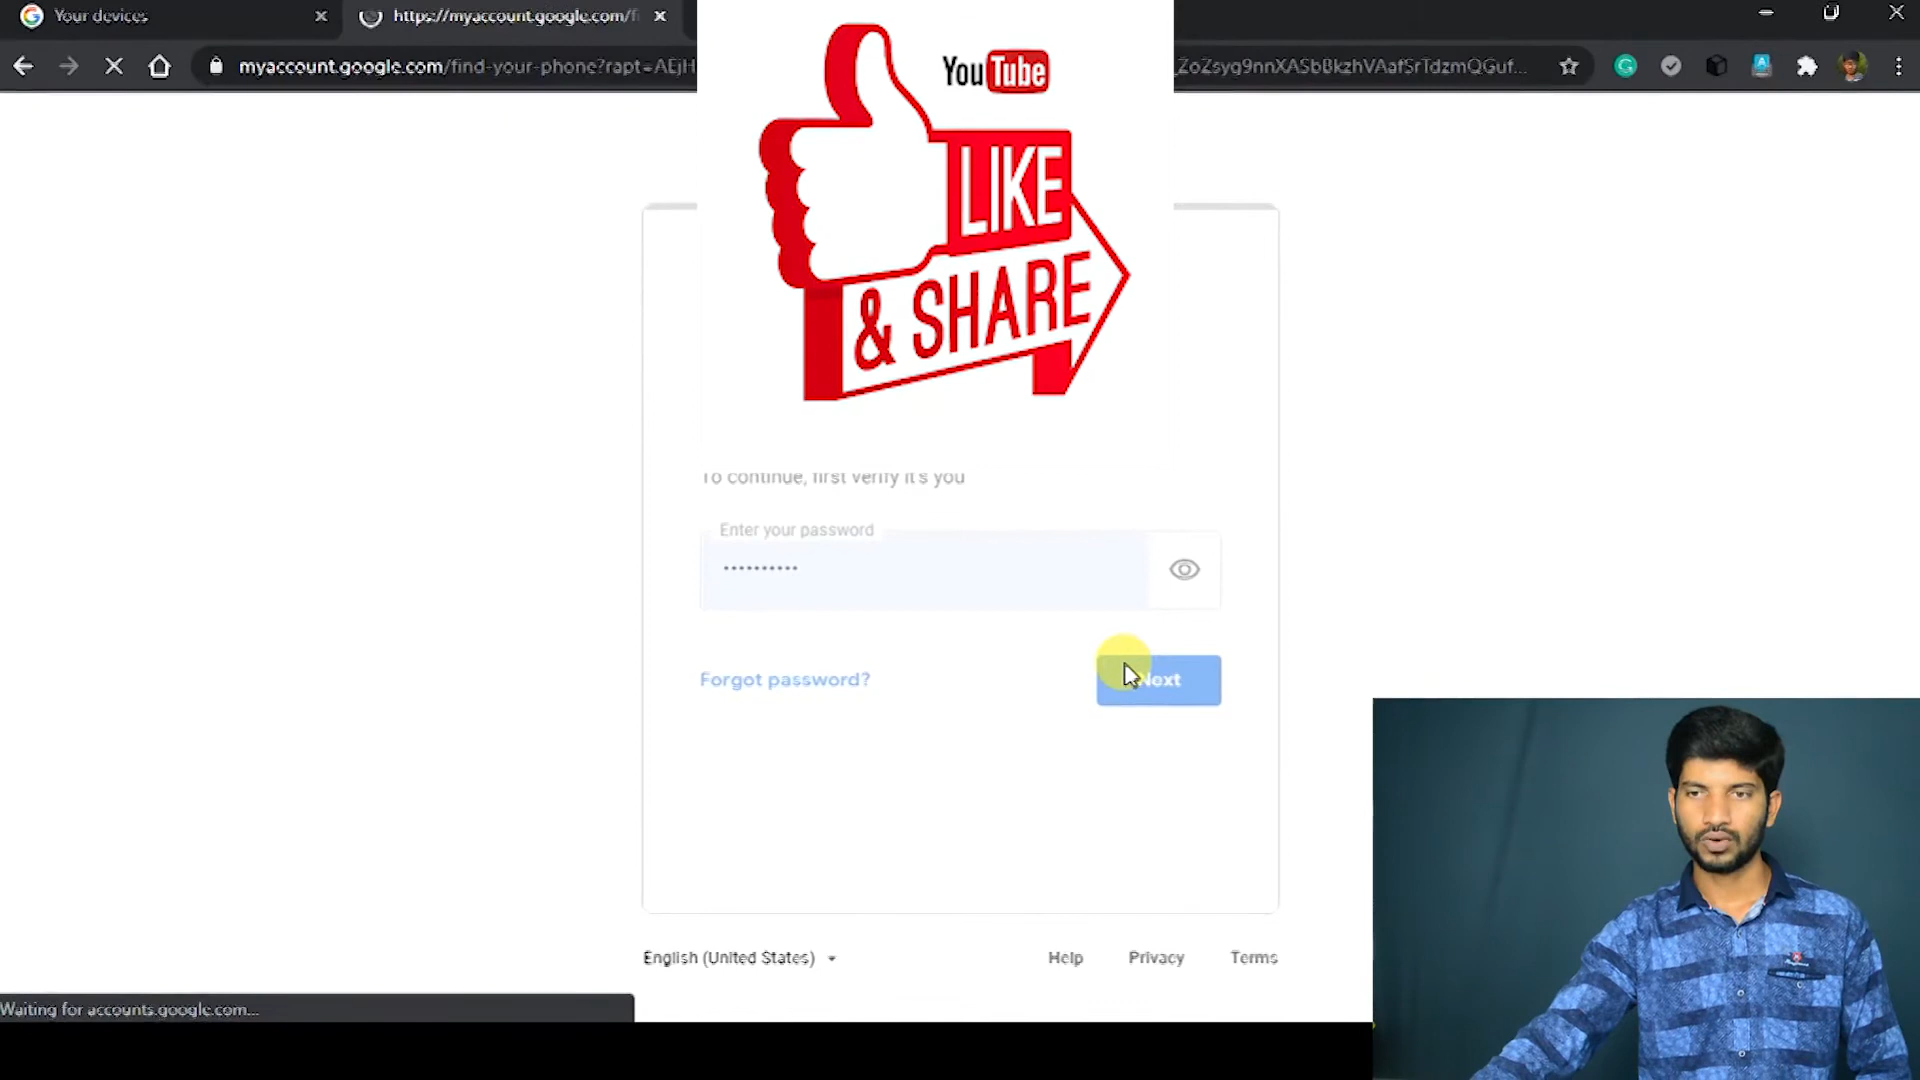 Your devices
https://myaccount.google.com/fi
myaccount.google.com/find-your-phone?rapt=AEjH
ZoZsyg9nnXASbBkzhVAafSrTdzmQGuf...
YouTube
LIKE
& SHARE
To continue, first verify it's you
Enter your password
••••••••••
Forgot password?
Next
English (United States)
Help
Privacy
Terms
Waiting for accounts.google.com...